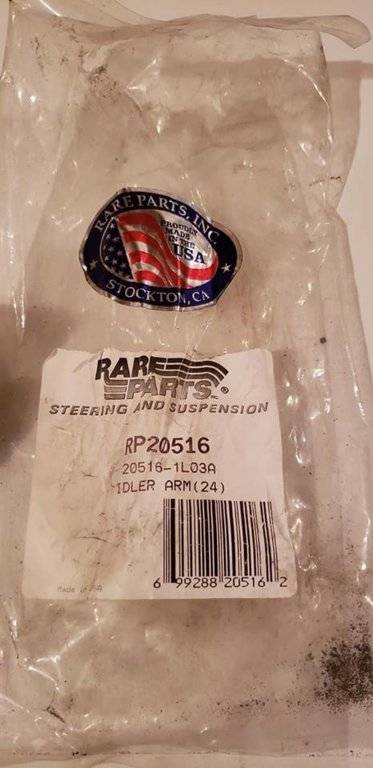 RARE PARTS, INC.
PROUDLY
MADE
IN THE
USA
STOCKTON, CA
RARE
PARTS INC. ®
STEERING AND SUSPENSION
RP20516
20516-1L03A
IDLER ARM(24)
6 99288 20516 2
Made in USA